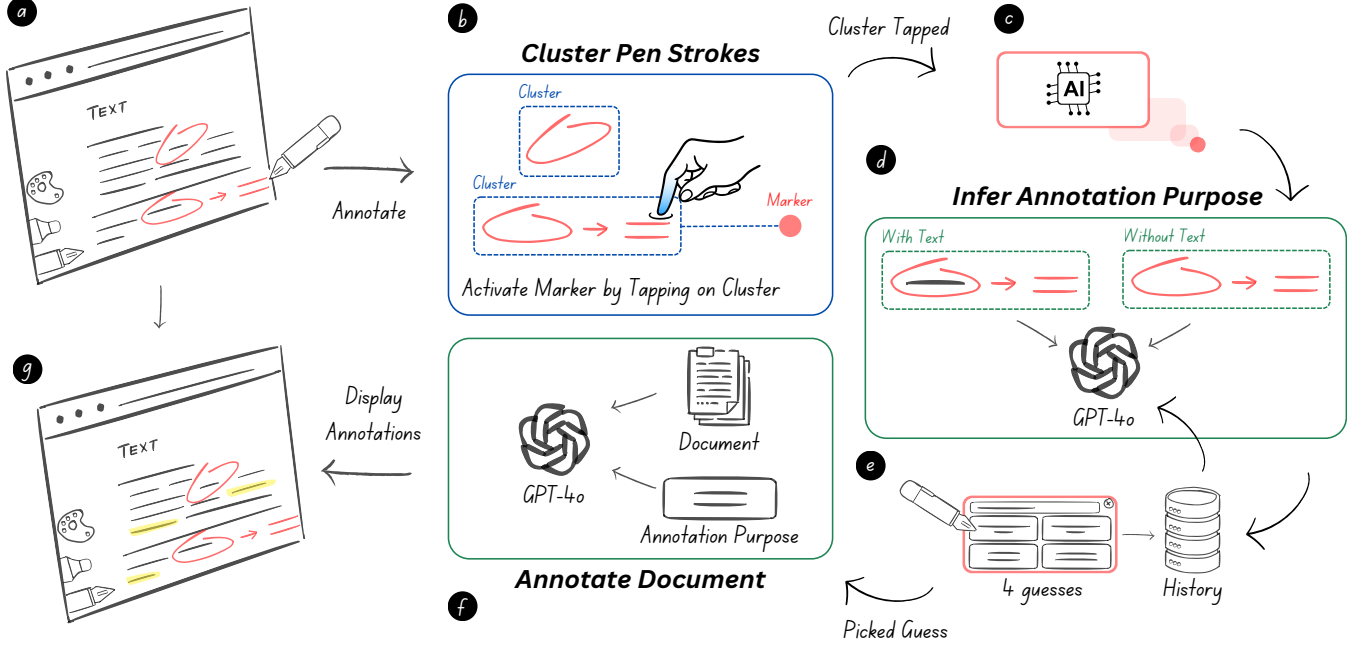 a
TEXT
Annotate
b
Cluster Pen Strokes
Cluster
Cluster
Marker
Activate Marker by Tapping on Cluster
Cluster Tapped
c
AI
d
Infer Annotation Purpose
With Text
Without Text
GPT-4o
e
4 guesses
History
Picked Guess
f
Annotate Document
Document
GPT-4o
Annotation Purpose
Display
Annotations
g
TEXT